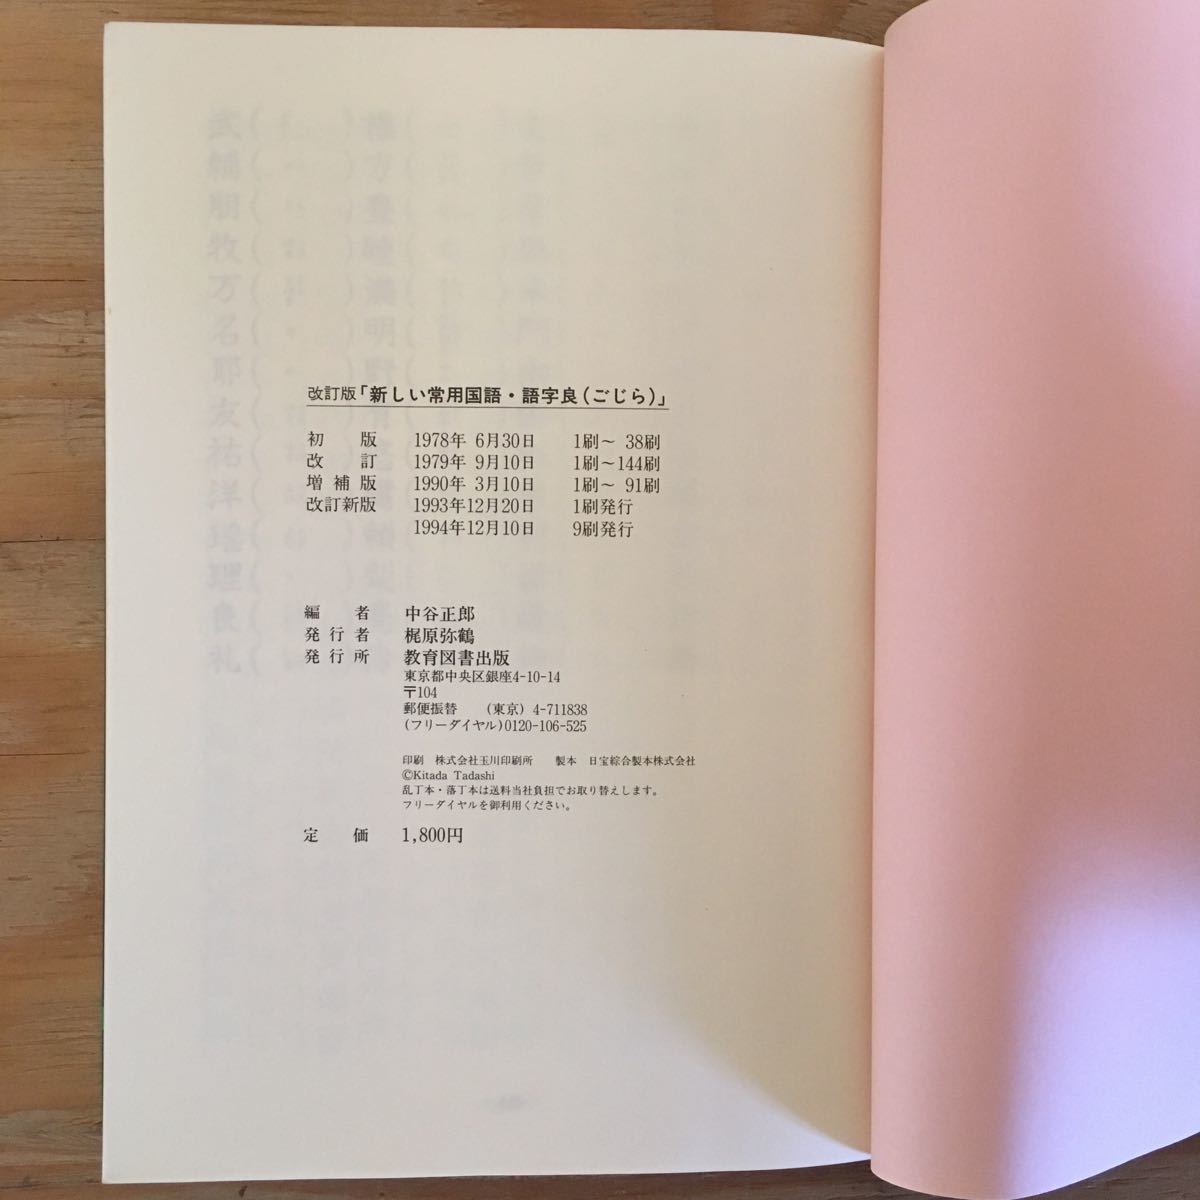 改訂版「新しい常用国語・語字良(ごじら)」
初　版　1978年 6月30日　1刷～ 38刷
改　訂　1979年 9月10日　1刷～144刷
増補版　1990年 3月10日　1刷～ 91刷
改訂新版　1993年12月20日　1刷発行
1994年12月10日　9刷発行
編　者　中谷正郎
発行者　梶原弥鶴
発行所　教育図書出版
東京都中央区銀座4-10-14
〒104
郵便振替　(東京) 4-711838
(フリーダイヤル)0120-106-525
印刷　株式会社玉川印刷所　製本　日宝綜合製本株式会社
©Kitada Tadashi
乱丁本・落丁本は送料当社負担でお取り替えします。
フリーダイヤルを御利用ください。
定　価　1,800円